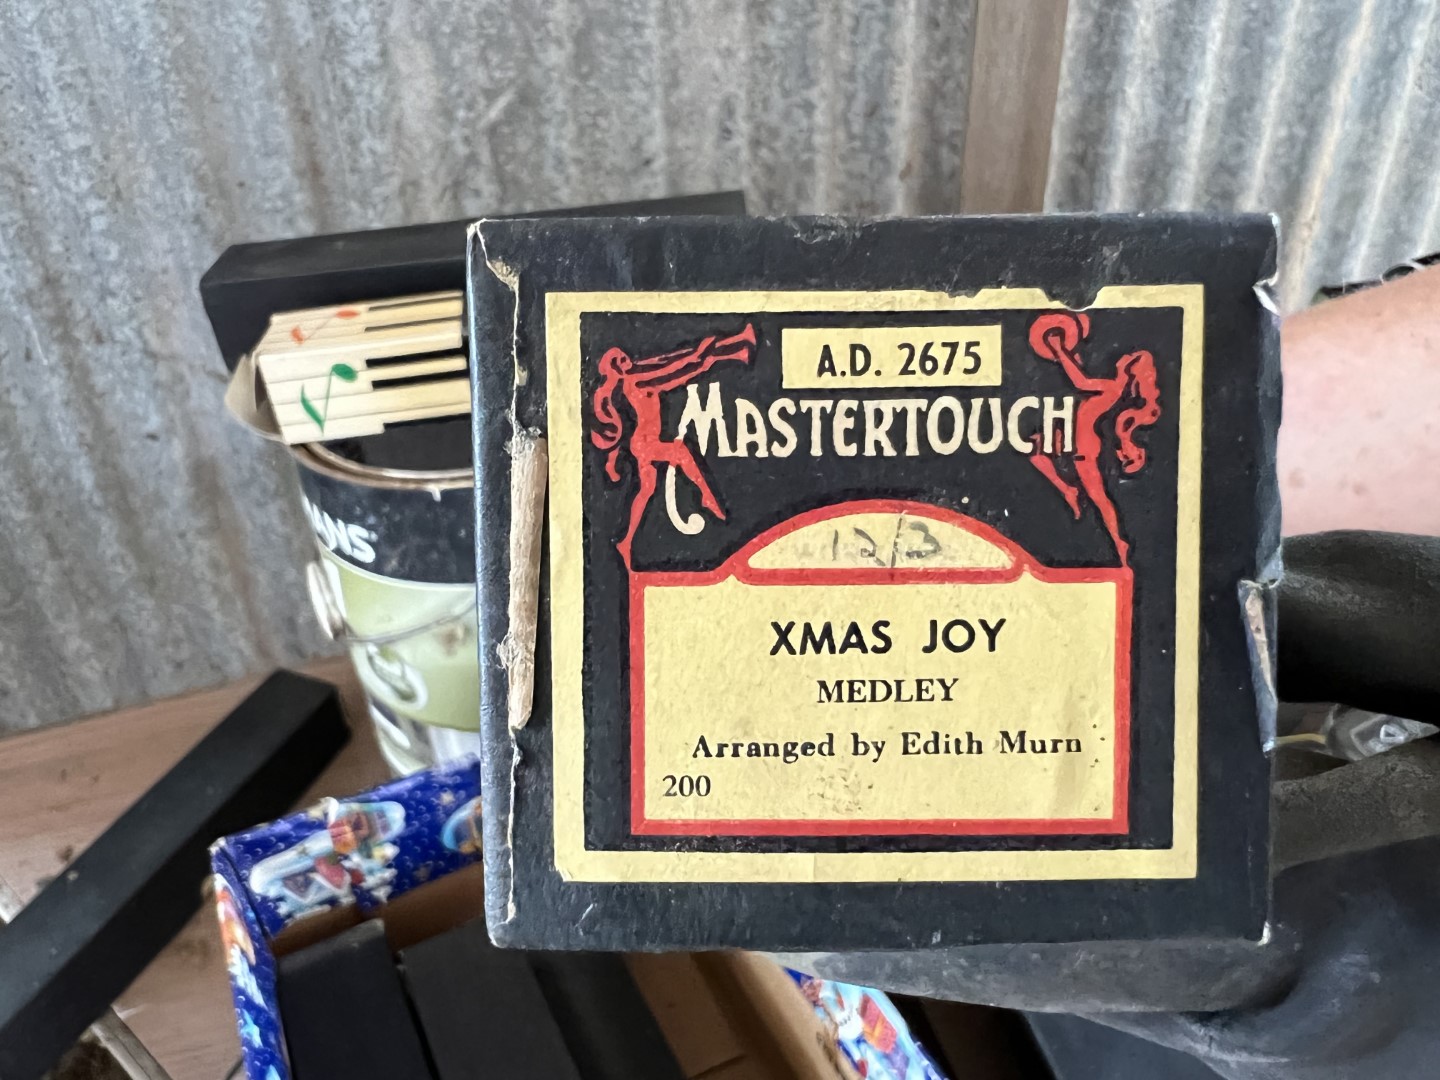 A.D. 2675
MASTERTOUCH
12/3
XMAS JOY
MEDLEY
Arranged by Edith Murn
200